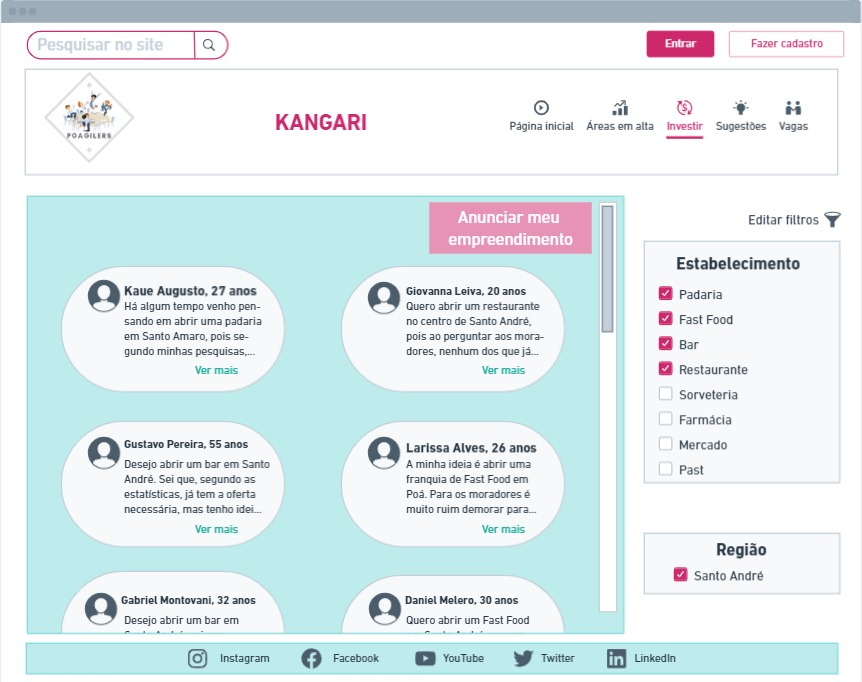 Pesquisar no site
Entrar
Fazer cadastro
POAGILERS
KANGARI
Página inicial
Áreas em alta
Investir
Sugestões
Vagas
Anunciar meu
empreendimento
Editar filtros
Kaue Augusto, 27 anos
Há algum tempo venho pen-
sando em abrir uma padaria
em Santo Amaro, pois se-
gundo minhas pesquisas,...
Ver mais
Giovanna Leiva, 20 anos
Quero abrir um restaurante
no centro de Santo André,
pois ao perguntar aos mora-
dores, nenhum dos que já...
Ver mais
Gustavo Pereira, 55 anos
Desejo abrir um bar em Santo
André. Sei que, segundo as
estatísticas, já tem a oferta
necessária, mas tenho idei...
Ver mais
Larissa Alves, 26 anos
A minha ideia é abrir uma
franquia de Fast Food em
Poá. Para os moradores é
muito ruim demorar para...
Ver mais
Gabriel Montovani, 32 anos
Desejo abrir um bar em
Daniel Melero, 30 anos
Quero abrir um Fast Food
Estabelecimento
Padaria
Fast Food
Bar
Restaurante
Sorveteria
Farmácia
Mercado
Past
Região
Santo André
Instagram
Facebook
YouTube
Twitter
LinkedIn